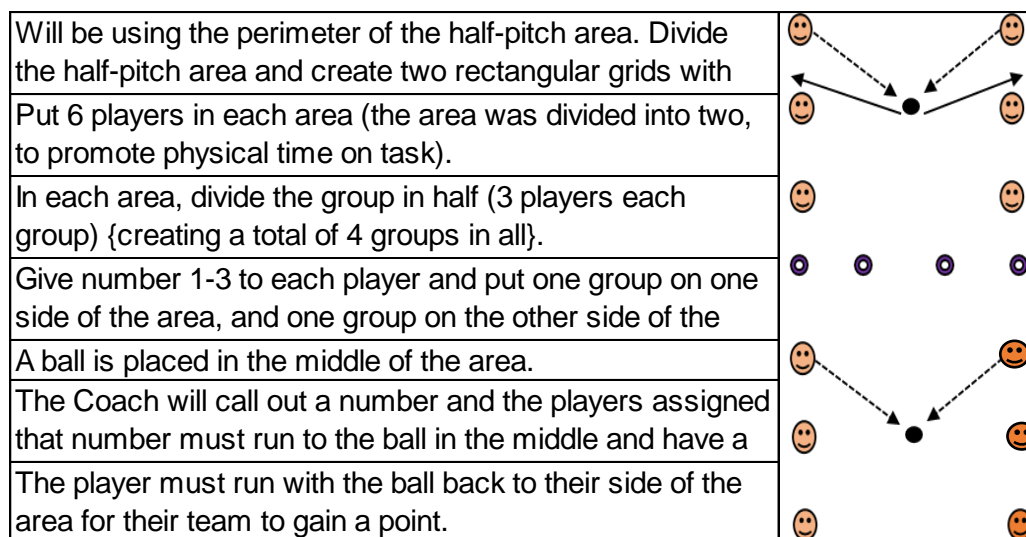 Will be using the perimeter of the half-pitch area. Divide
the half-pitch area and create two rectangular grids with
Put 6 players in each area (the area was divided into two,
to promote physical time on task).
In each area, divide the group in half (3 players each
group) {creating a total of 4 groups in all}.
Give number 1-3 to each player and put one group on one
side of the area, and one group on the other side of the
A ball is placed in the middle of the area.
The Coach will call out a number and the players assigned
that number must run to the ball in the middle and have a
The player must run with the ball back to their side of the
area for their team to gain a point.